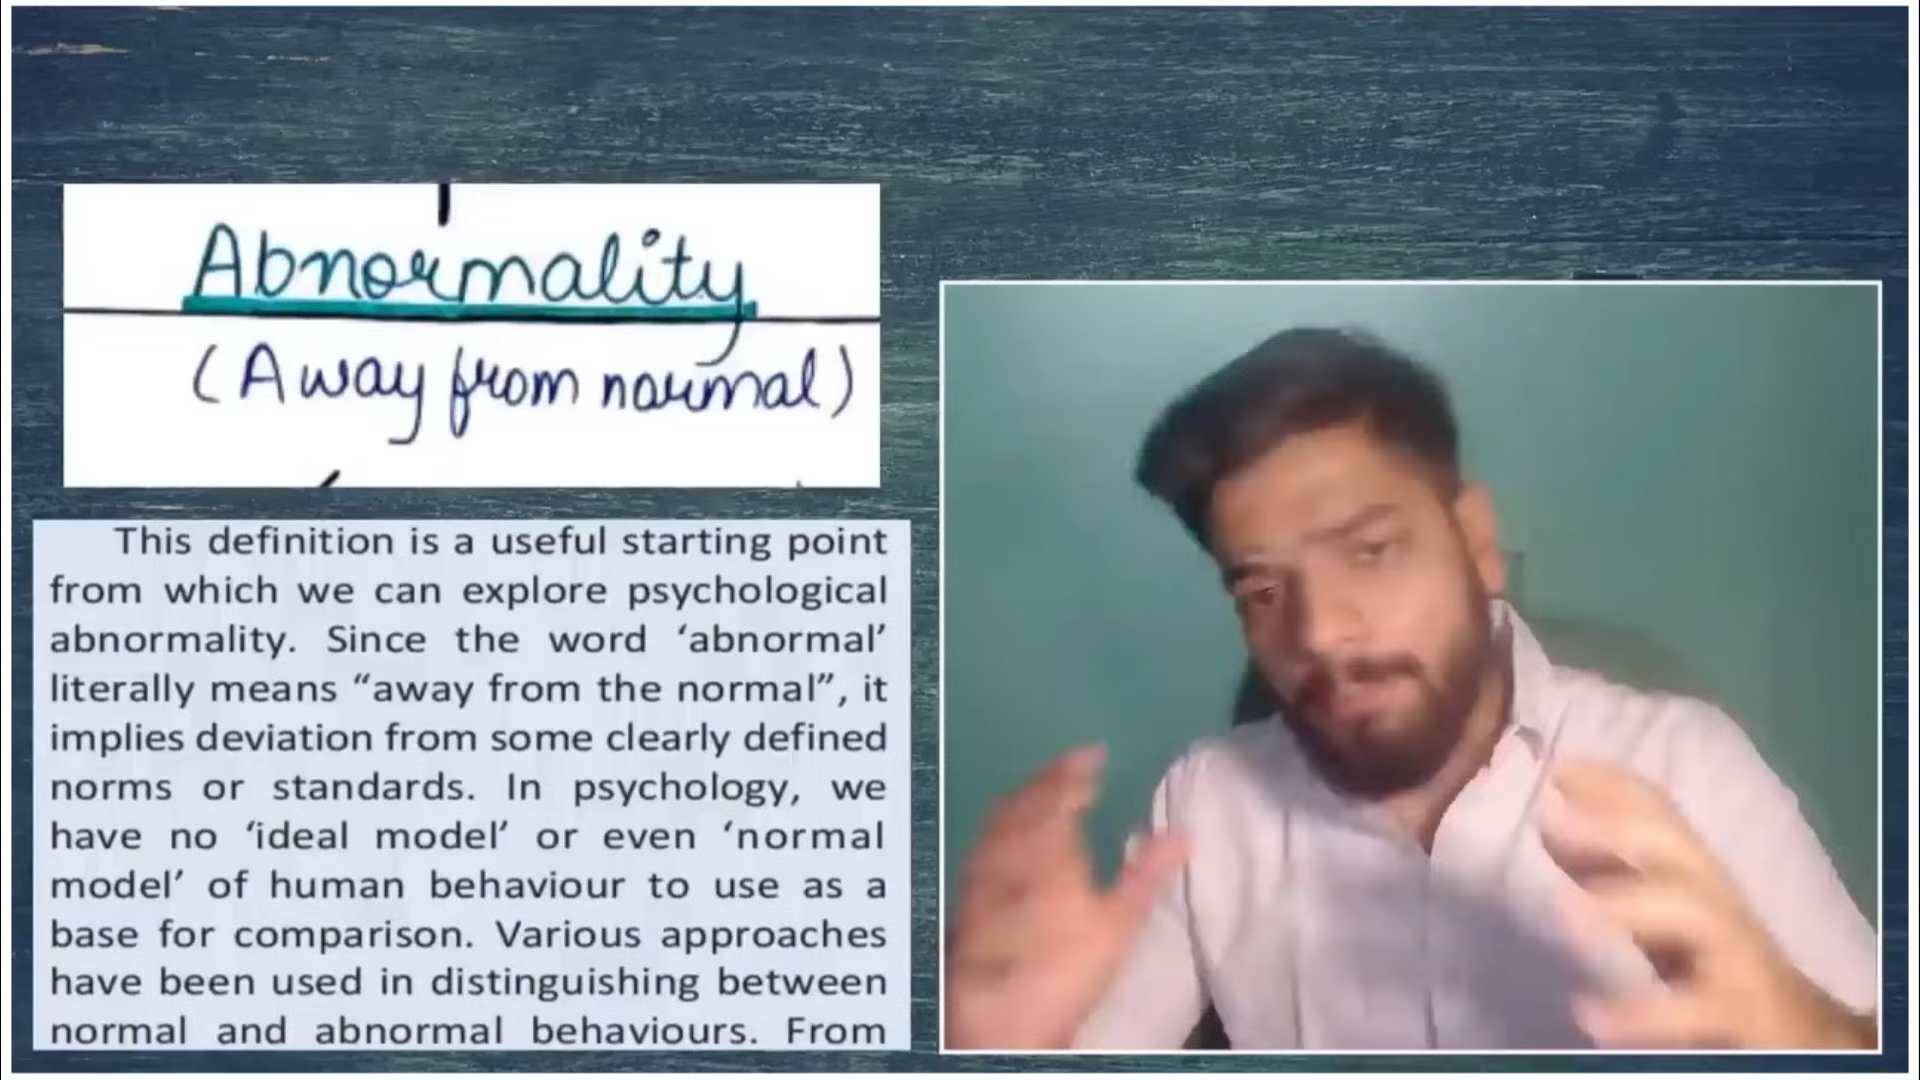 Abnormality
(Away from normal)
This definition is a useful starting point
from which we can explore psychological
abnormality. Since the word ‘abnormal’
literally means “away from the normal”, it
implies deviation from some clearly defined
norms or standards. In psychology, we
have no ‘ideal model’ or even ‘normal
model’ of human behaviour to use as a
base for comparison. Various approaches
have been used in distinguishing between
normal and abnormal behaviours. From